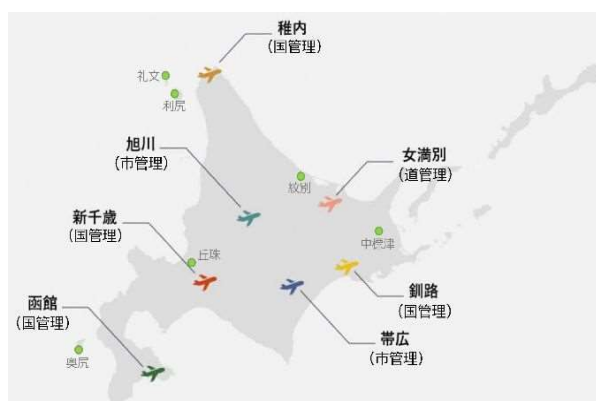 稚内
（国管理）
礼文
利尻
旭川
（市管理）
女満別
（道管理）
紋別
新千歳
（国管理）
中標津
丘珠
釧路
（国管理）
函館
（国管理）
帯広
（市管理）
奥尻